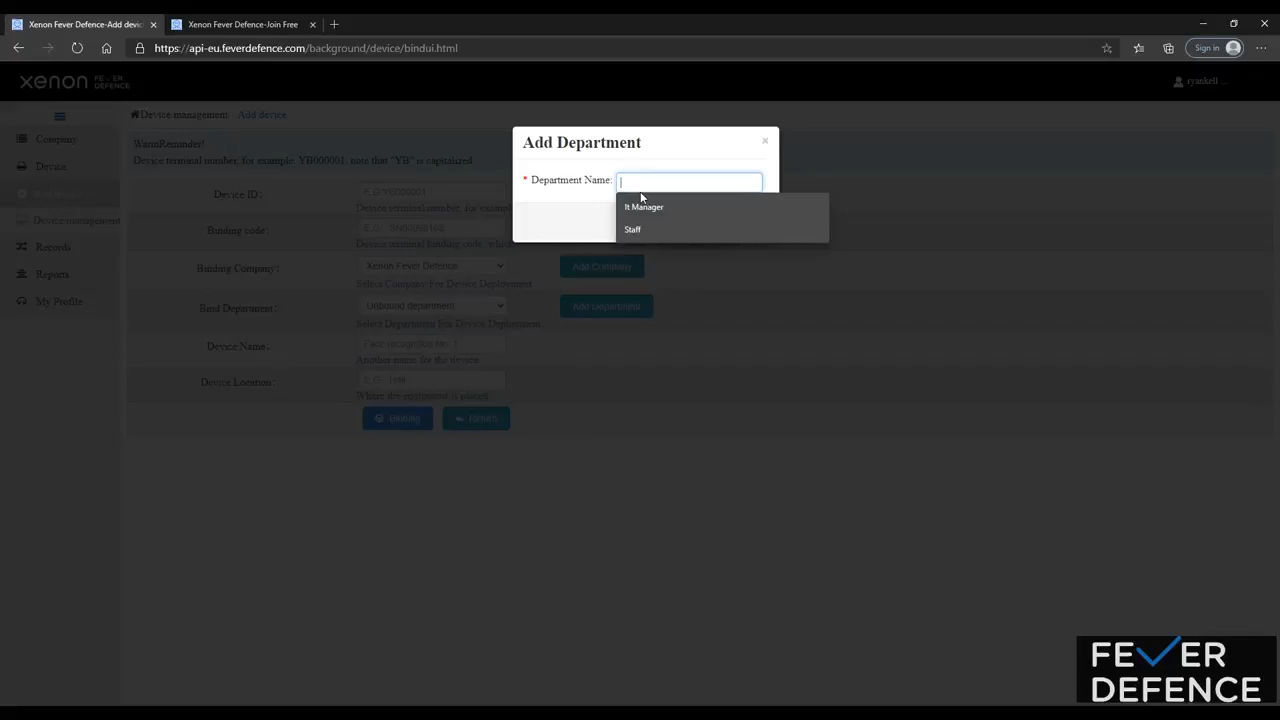 Xenon Fever Defence-Add devic
Xenon Fever Defence-Join Free
https://api-eu.feverdefence.com/background/device/bindui.html
Sign in
xenon FEVER DEFENCE
ryankell ...
Company
Device
Device management
Records
Reports
My Profile
Device management Add device
WarmReminder!
Device terminal number, for example: YB000001, note that "YB" is capitalized
Device ID:
E.G:YB000001
Device terminal number, for example
Binding code:
Device terminal binding code, which
Binding Company:
Xenon Fever Defence
Add Company
Select Company For Device Deployment
Bind Department:
Unbound department
Add Department
Select Department For Device Deployment
Device Name:
Face recognition ter. 1
Another name for the device
Device Location:
Where the equipment is placed
Binding
Return
Add Department
×
* Department Name:
It Manager
Staff
FEVER
DEFENCE